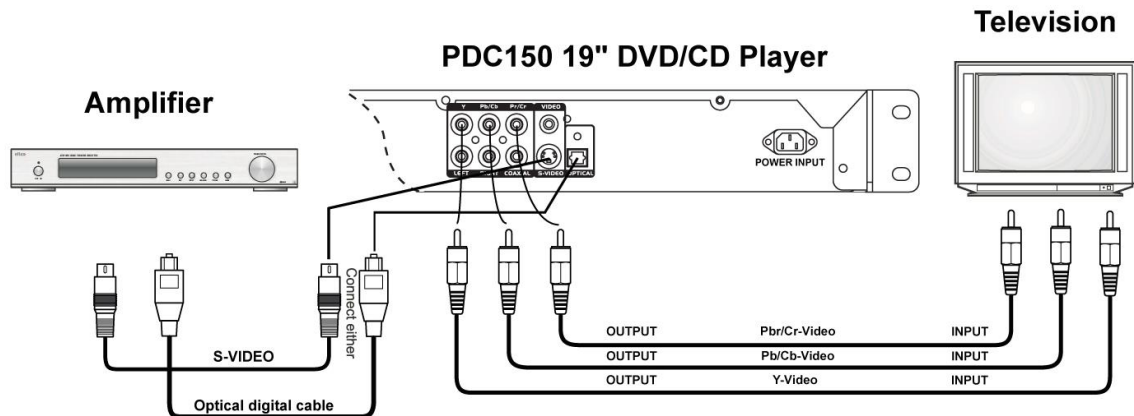 Television
PDC150 19" DVD/CD Player
Amplifier
Y Pb/Cb Pr/Cr VIDEO
LEFT COAXIAL S-VIDEO OPTICAL
POWER INPUT
Connect either
S-VIDEO
Optical digital cable
OUTPUT Pbr/Cr-Video INPUT
OUTPUT Pb/Cb-Video INPUT
OUTPUT Y-Video INPUT